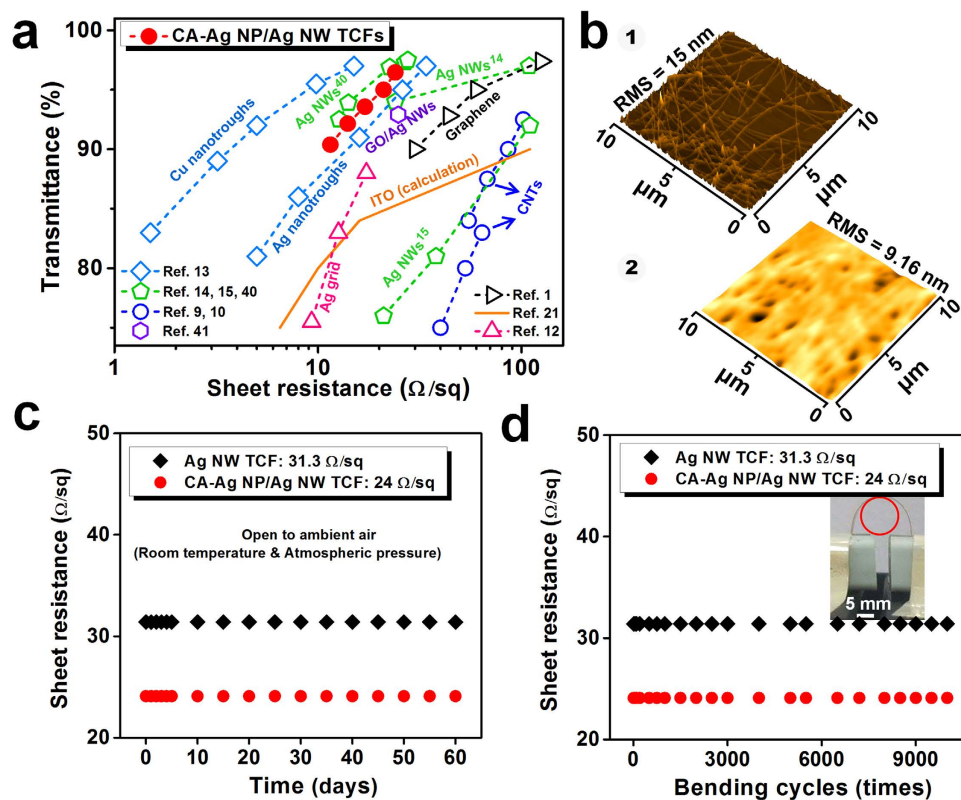 a
CA-Ag NP/Ag NW TCFs
Transmittance (%)
100
90
80
Cu nanotroughs
Ag NWs40
Ag NWs14
GO/Ag NWs
Graphene
Ag nanotroughs
ITO (calculation)
CNTs
Ag NWs15
Ag grid
Ref. 13
Ref. 14, 15, 40
Ref. 9, 10
Ref. 41
Ref. 1
Ref. 21
Ref. 12
1
10
100
Sheet resistance (Ω/sq)
b
1
RMS = 15 nm
10
5
0
μm
0
5
10
μm
2
RMS = 9.16 nm
10
5
0
μm
0
5
10
μm
c
Sheet resistance (Ω/sq)
50
40
30
20
Ag NW TCF: 31.3 Ω/sq
CA-Ag NP/Ag NW TCF: 24 Ω/sq
Open to ambient air
(Room temperature & Atmospheric pressure)
0 10 20 30 40 50 60
Time (days)
d
Sheet resistance (Ω/sq)
50
40
30
20
Ag NW TCF: 31.3 Ω/sq
CA-Ag NP/Ag NW TCF: 24 Ω/sq
5 mm
0 3000 6000 9000
Bending cycles (times)